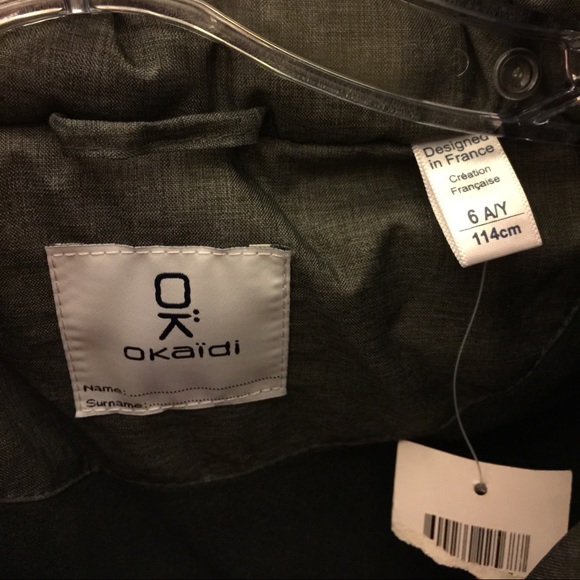 OK
okaïdi
Name:
Surname:
Designed
in France
Création
Française
6 A/Y
114cm